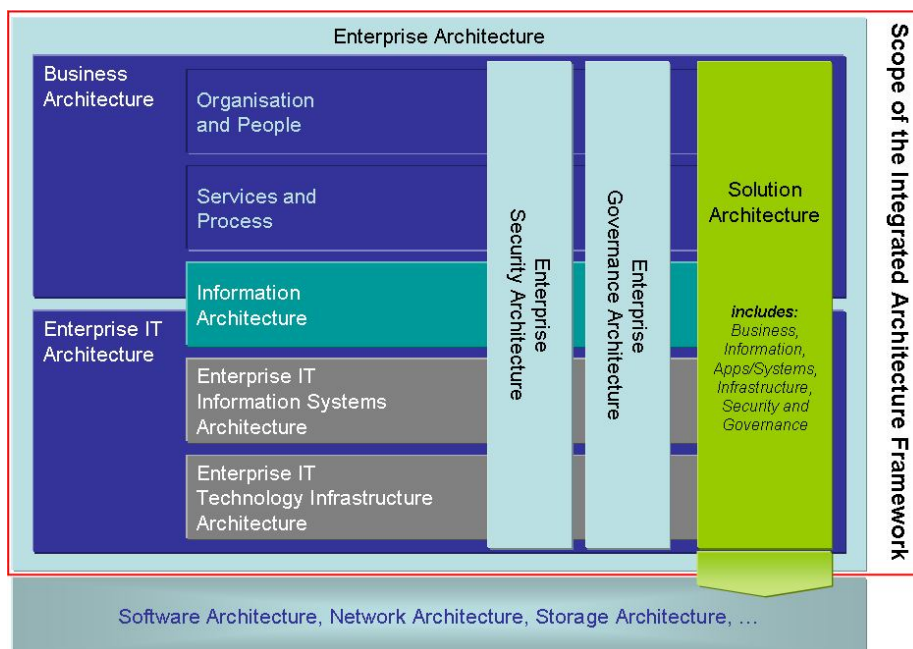 Enterprise Architecture
Business
Architecture
Organisation
and People
Services and
Process
Information
Architecture
Enterprise IT
Architecture
Enterprise IT
Information Systems
Architecture
Enterprise IT
Technology Infrastructure
Architecture
Enterprise
Security Architecture
Enterprise
Governance Architecture
Solution
Architecture
includes:
Business,
Information,
Apps/Systems,
Infrastructure,
Security and
Governance
Scope of the Integrated Architecture Framework
Software Architecture, Network Architecture, Storage Architecture, …